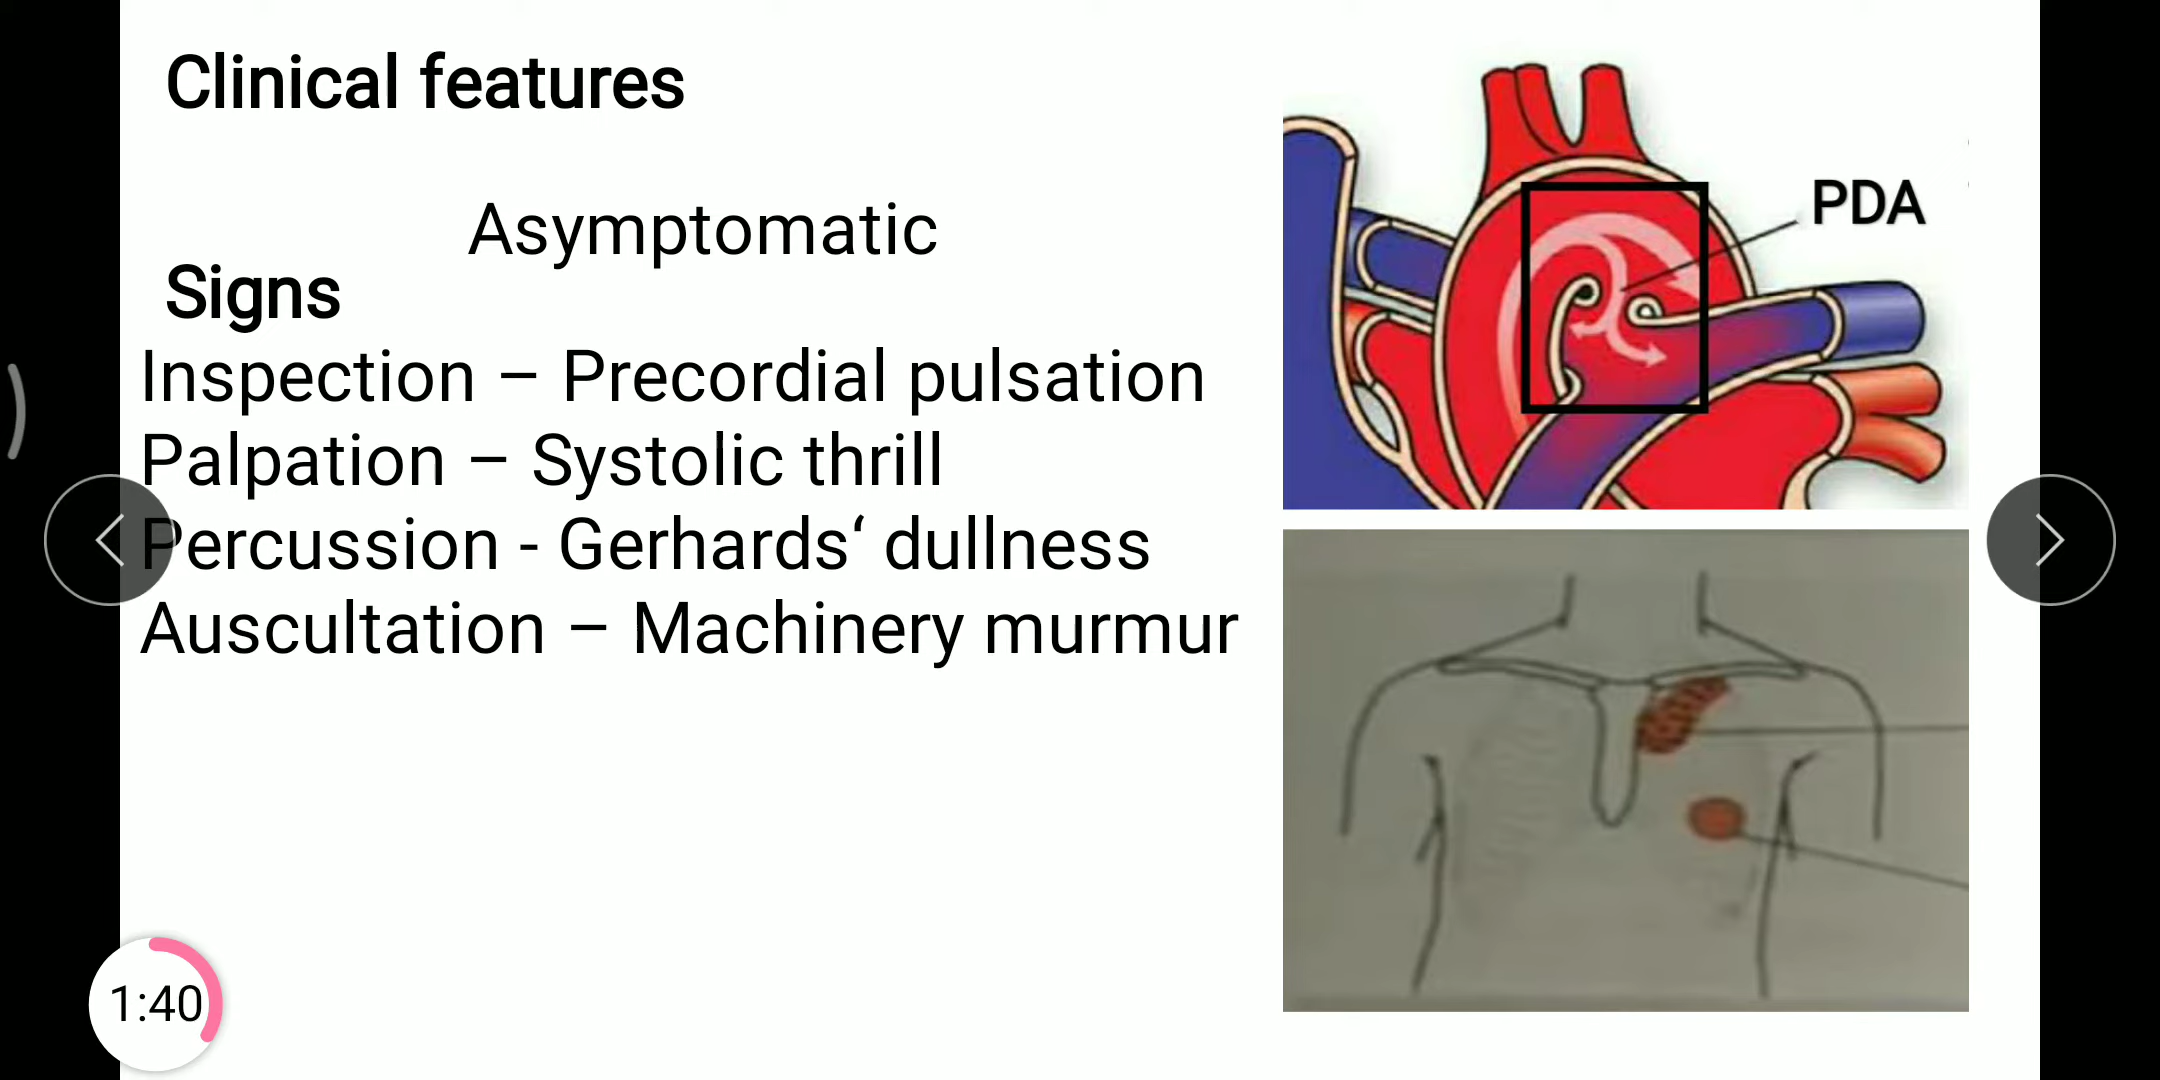 Clinical features
Asymptomatic
Signs
Inspection – Precordial pulsation
Palpation – Systolic thrill
Percussion - Gerhards‘ dullness
Auscultation – Machinery murmur
PDA
1:40